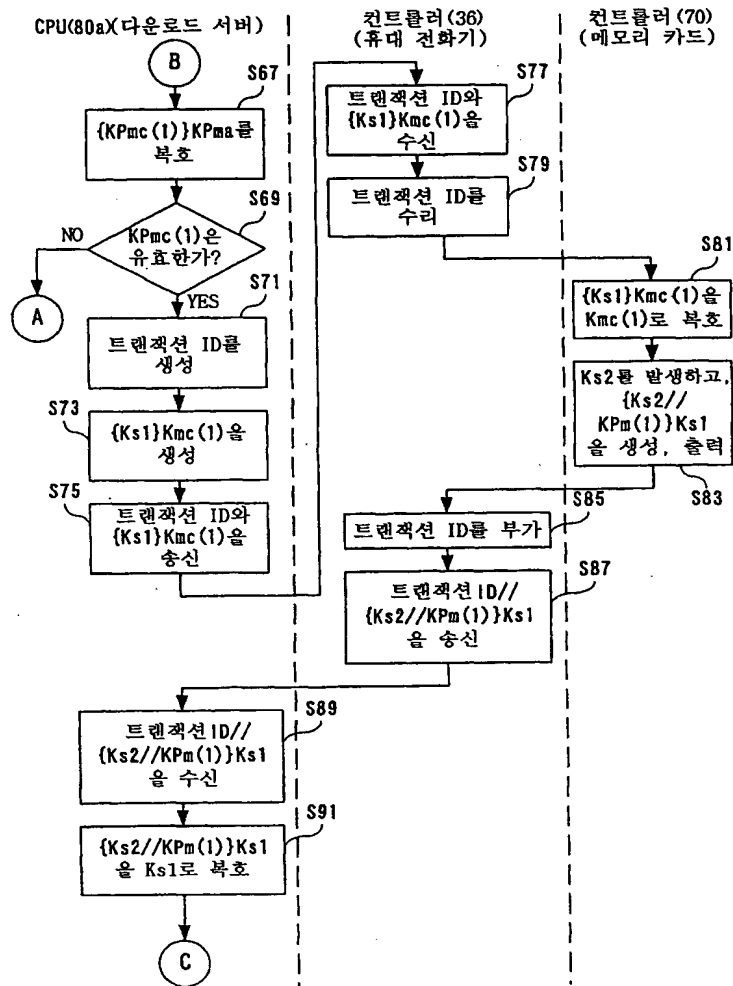 CPU(80a)(다운로드 서버)
컨트롤러(36)
(휴대 전화기)
컨트롤러(70)
(메모리 카드)
B
S67
{KPmc(1)}KPma를
복호
S69
KPmc(1)은
유효한가?
NO
A
YES
S71
트랜잭션 ID를
생성
S73
{Ks1}Kmc(1)을
생성
S75
트랜잭션 ID와
{Ks1}Kmc(1)을
송신
S77
트랜잭션 ID와
{Ks1}Kmc(1)을
수신
S79
트랜잭션 ID를
수리
S81
{Ks1}Kmc(1)을
Kmc(1)로 복호
Ks2를 발생하고,
{Ks2//
KPm(1)}Ks1
을 생성, 출력
S83
S85
트랜잭션 ID를 부가
S87
트랜잭션ID//
{Ks2//KPm(1)}Ks1
을 송신
S89
트랜잭션ID//
{Ks2//KPm(1)}Ks1
을 수신
S91
{Ks2//KPm(1)}Ks1
을 Ks1로 복호
C